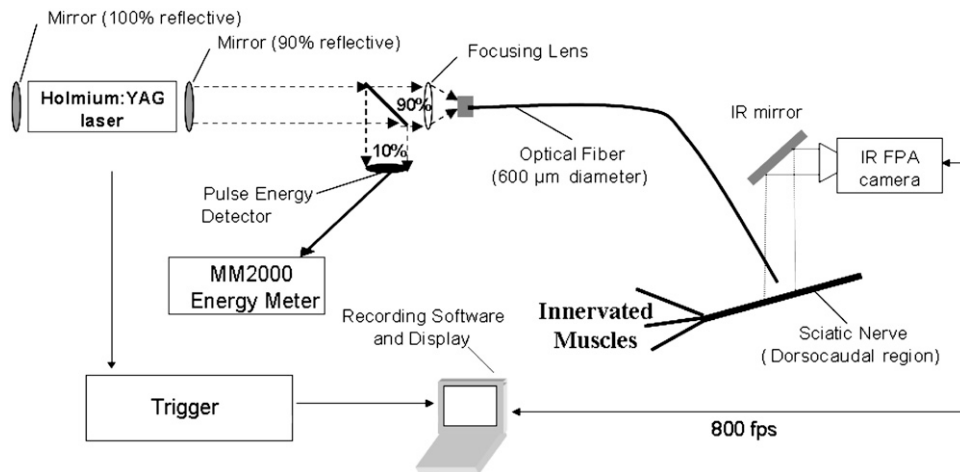 Mirror (100% reflective)
Mirror (90% reflective)
Focusing Lens
Holmium:YAG
laser
90%
10%
IR mirror
Optical Fiber
(600 µm diameter)
IR FPA
camera
Pulse Energy
Detector
MM2000
Energy Meter
Innervated
Muscles
Sciatic Nerve
(Dorsocaudal region)
Recording Software
and Display
Trigger
800 fps